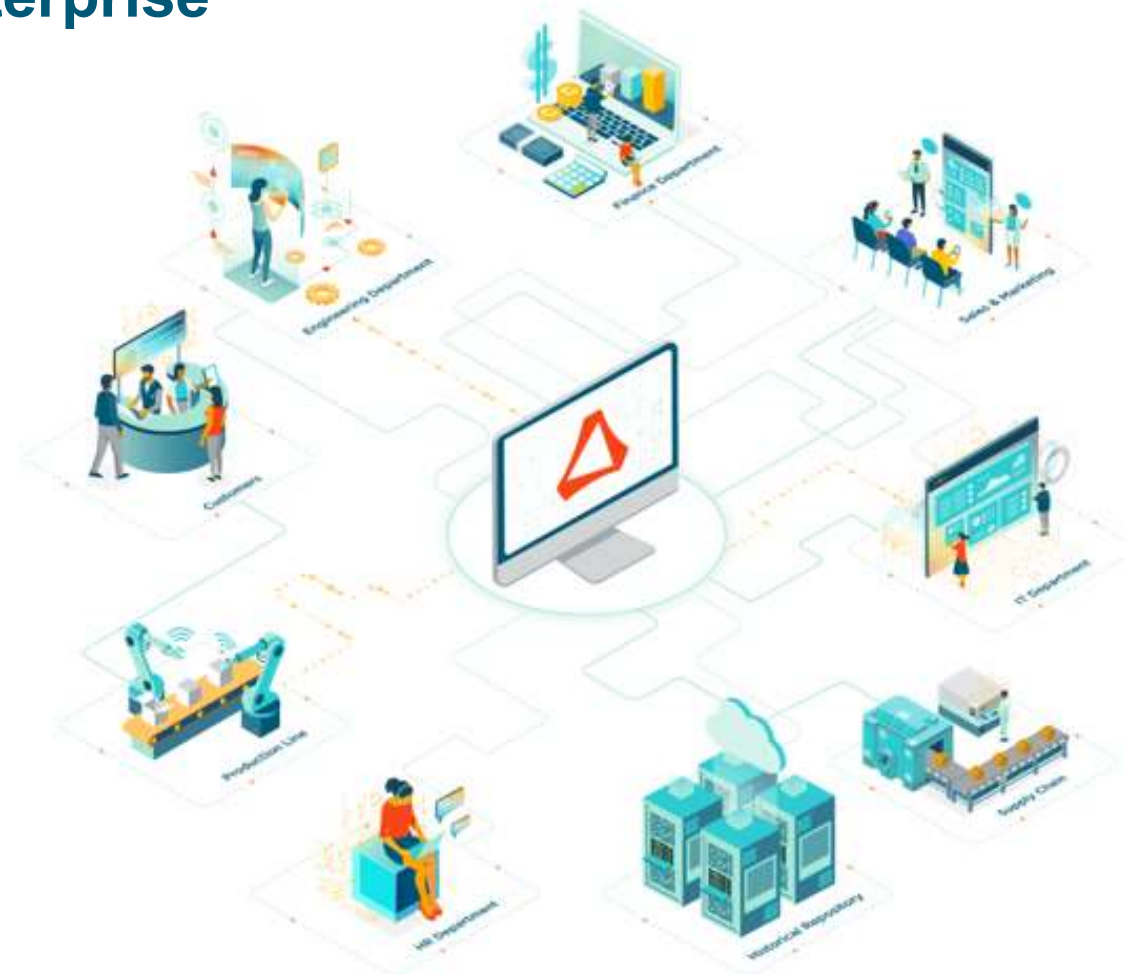 erprise
Finance Department
Engineering Department
Sales & Marketing
Customers
IT Department
Production Line
Supply Chain
HR Department
Historical Repository